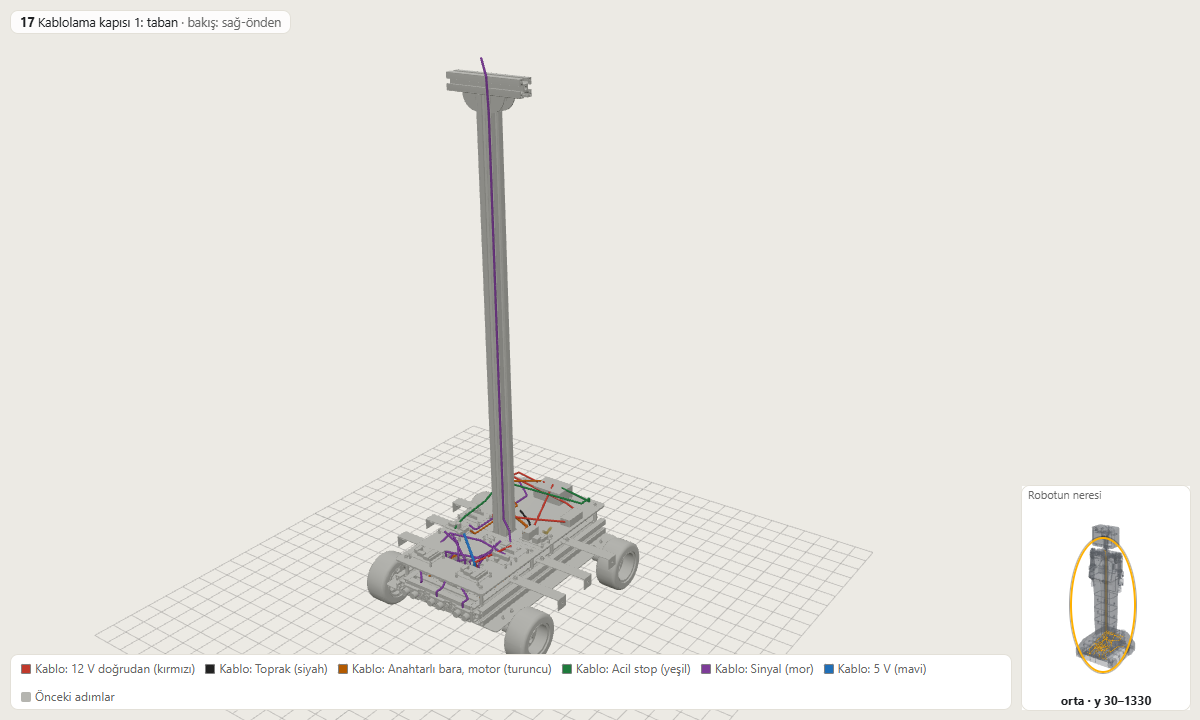 17 Kablolama kapısı 1: taban · bakış: sağ-önden
Robotun neresi
orta · y 30–1330
Kablo: 12 V doğrudan (kırmızı) Kablo: Toprak (siyah) Kablo: Anahtarlı bara, motor (turuncu) Kablo: Acil stop (yeşil) Kablo: Sinyal (mor) Kablo: 5 V (mavi)
Önceki adımlar